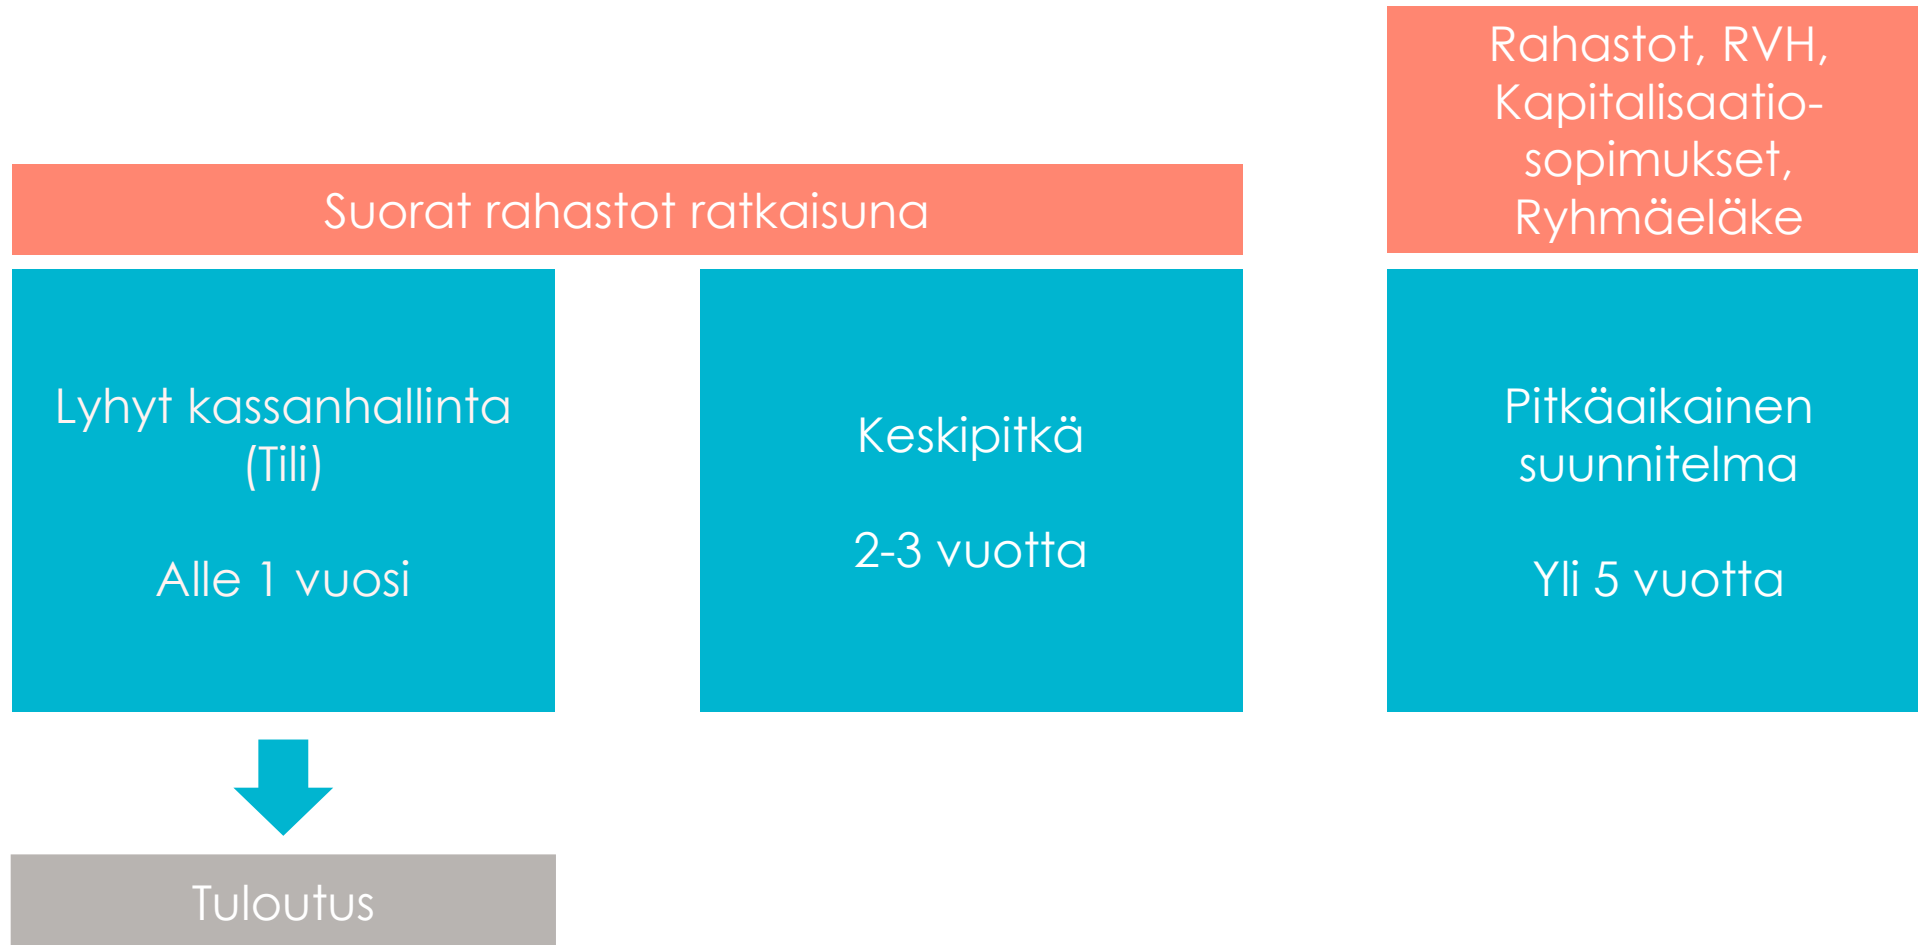 Rahastot, RVH,
Kapitalisaatio-
sopimukset,
Ryhmäeläke
Suorat rahastot ratkaisuna
Lyhyt kassanhallinta
(Tili)
Alle 1 vuosi
Keskipitkä
2-3 vuotta
Pitkäaikainen
suunnitelma
Yli 5 vuotta
Tuloutus